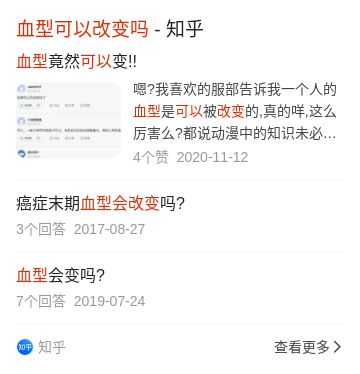 血型可以改变吗 - 知乎
血型竟然可以变!!
嗯?我喜欢的服部告诉我一个人的
血型是可以被改变的,真的咩,这么
厉害么?都说动漫中的知识未必…
4个赞 2020-11-12
癌症末期血型会改变吗?
3个回答 2017-08-27
血型会变吗?
7个回答 2019-07-24
知乎 知乎
查看更多